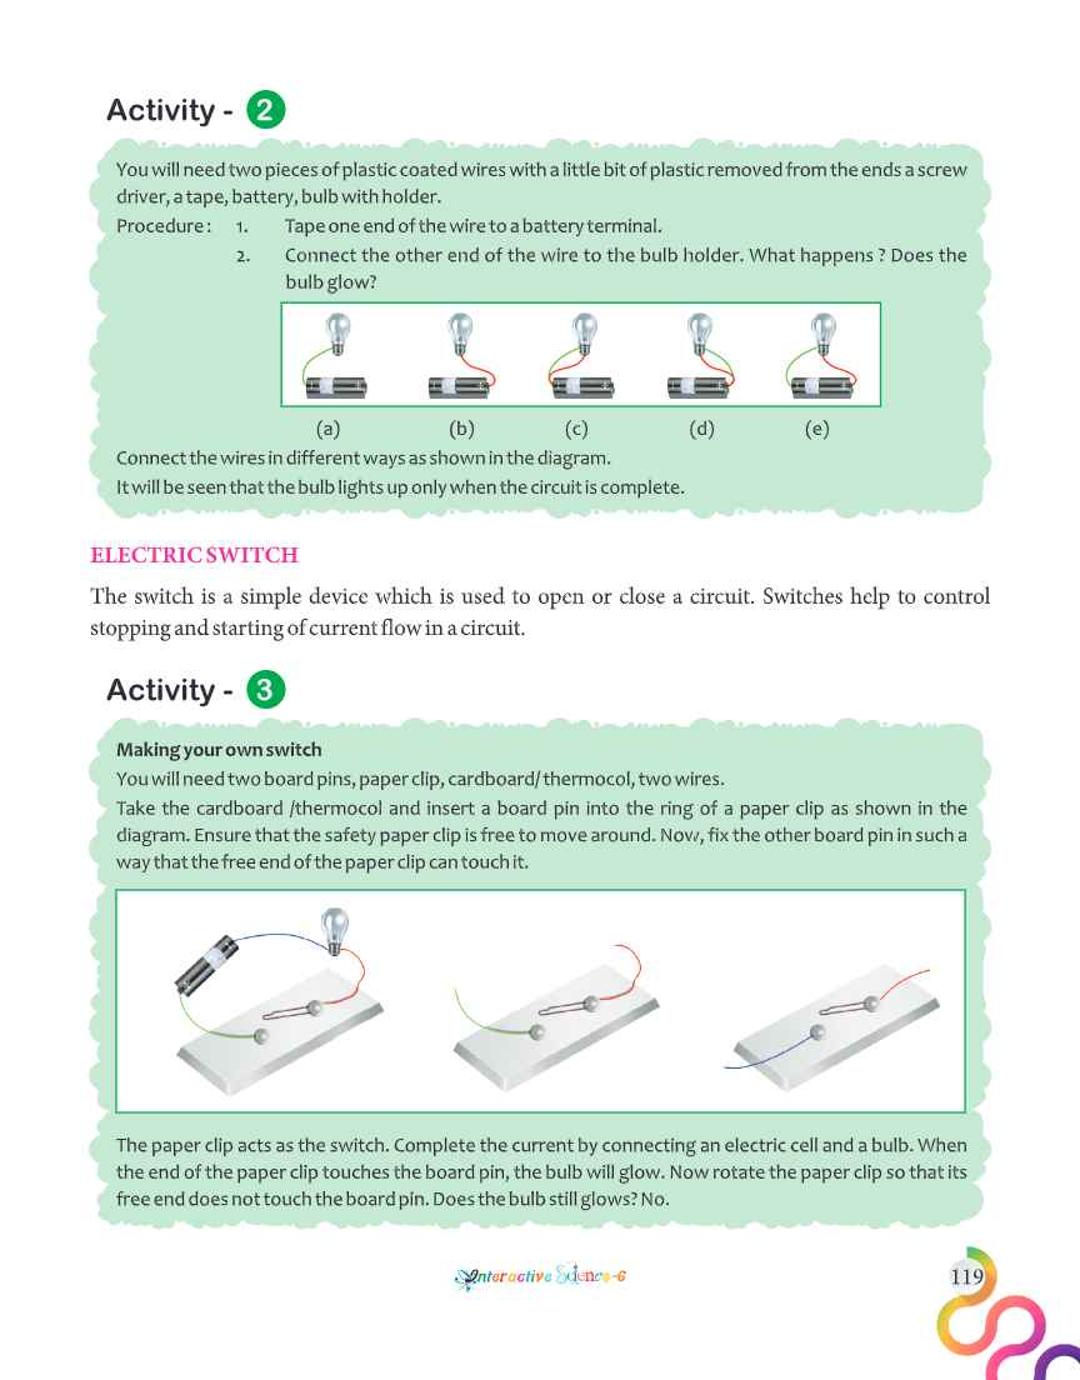 Activity - 2
You will need two pieces of plastic coated wires with a little bit of plastic removed from the ends a screw
driver, a tape, battery, bulb with holder.
Procedure: 1. Tape one end of the wire to a battery terminal.
2. Connect the other end of the wire to the bulb holder. What happens ? Does the
bulb glow?
(a) (b) (c) (d) (e)
Connect the wires in different ways as shown in the diagram.
It will be seen that the bulb lights up only when the circuit is complete.
ELECTRIC SWITCH
The switch is a simple device which is used to open or close a circuit. Switches help to control
stopping and starting of current flow in a circuit.
Activity - 3
Making your own switch
You will need two board pins, paper clip, cardboard/ thermocol, two wires.
Take the cardboard /thermocol and insert a board pin into the ring of a paper clip as shown in the
diagram. Ensure that the safety paper clip is free to move around. Now, fix the other board pin in such a
way that the free end of the paper clip can touch it.
The paper clip acts as the switch. Complete the current by connecting an electric cell and a bulb. When
the end of the paper clip touches the board pin, the bulb will glow. Now rotate the paper clip so that its
free end does not touch the board pin. Does the bulb still glows? No.
Interactive Science-6
119